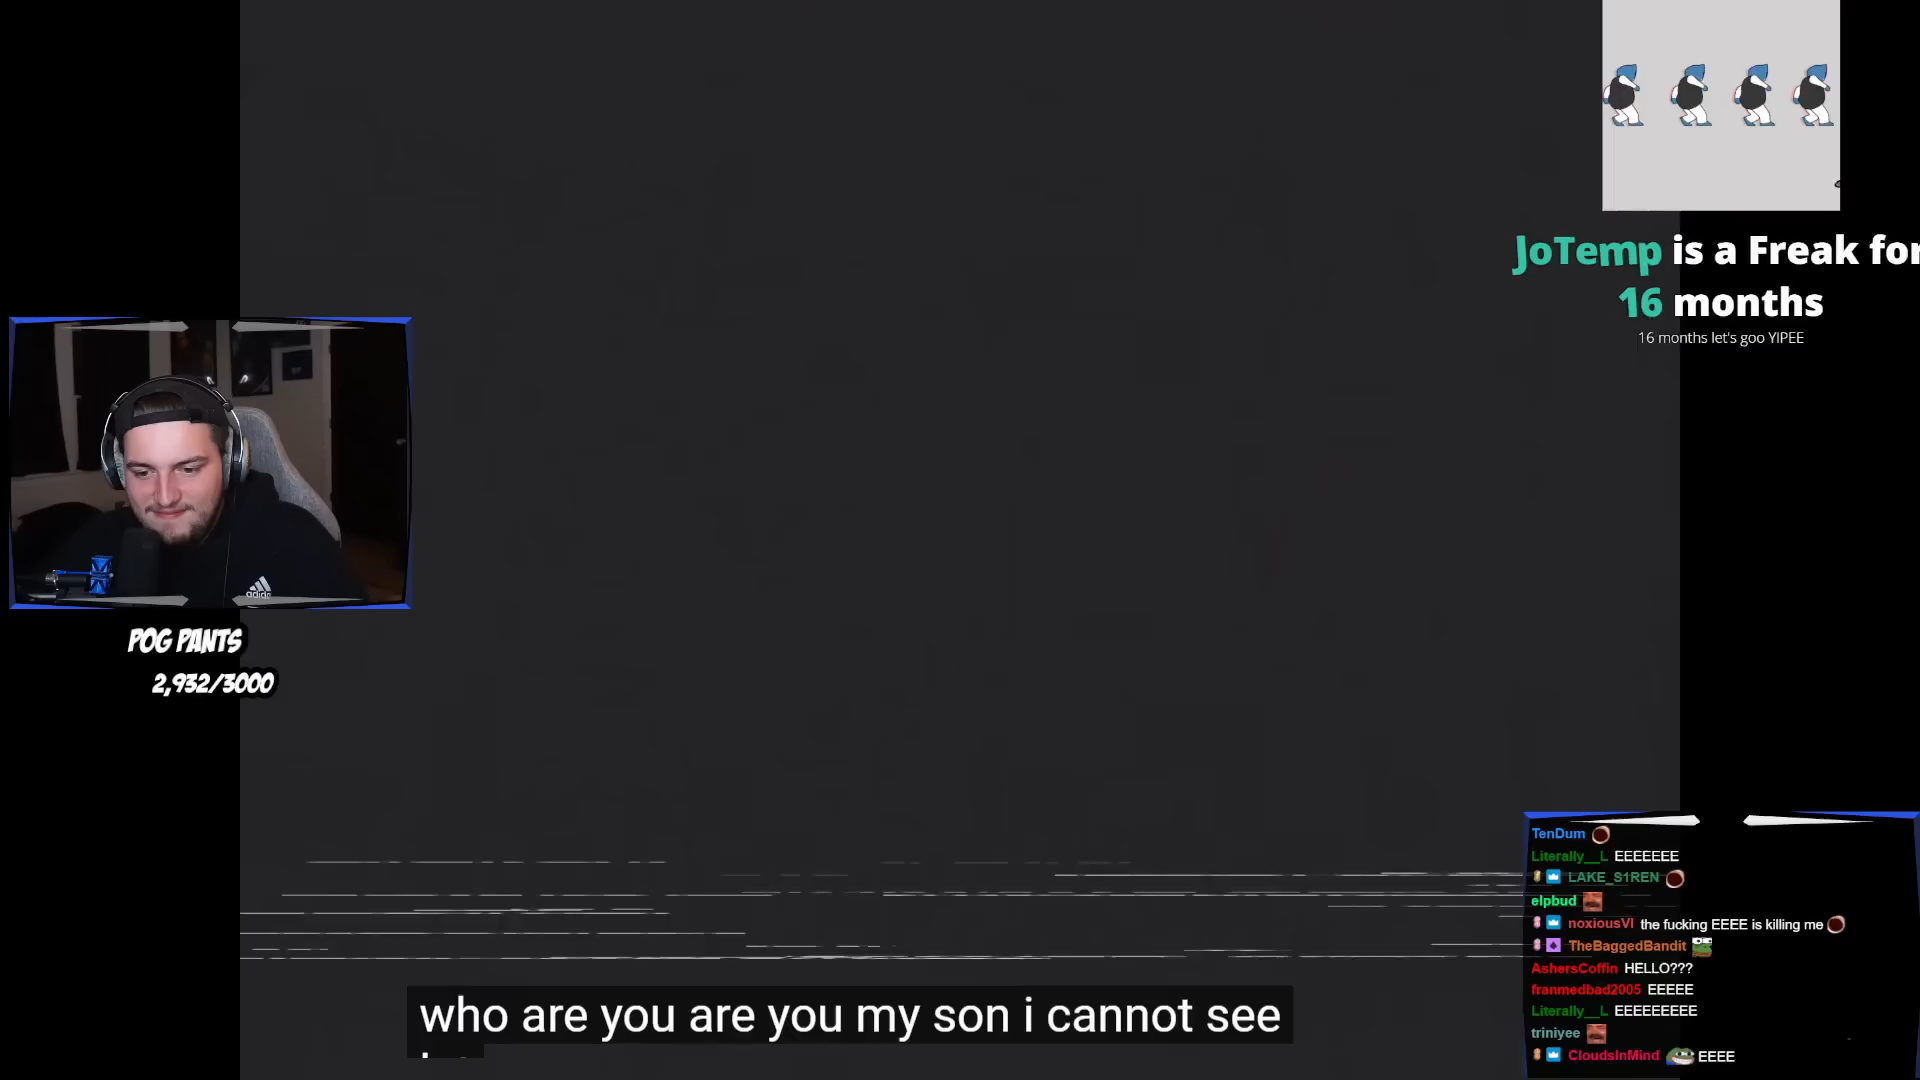 JoTemp is a Freak for
16 months
16 months let's goo YIPEE
adidas
POG PANTS
2,932/3000
TenDum
Literally__L EEEEEEE
LAKE_S1REN
elpbud
noxiousVI the fucking EEEE is killing me
TheBaggedBandit
AshersCoffin HELLO???
franmedbad2005 EEEEE
Literally__L EEEEEEEEE
triniyee
CloudsInMind EEEE
who are you are you my son i cannot see